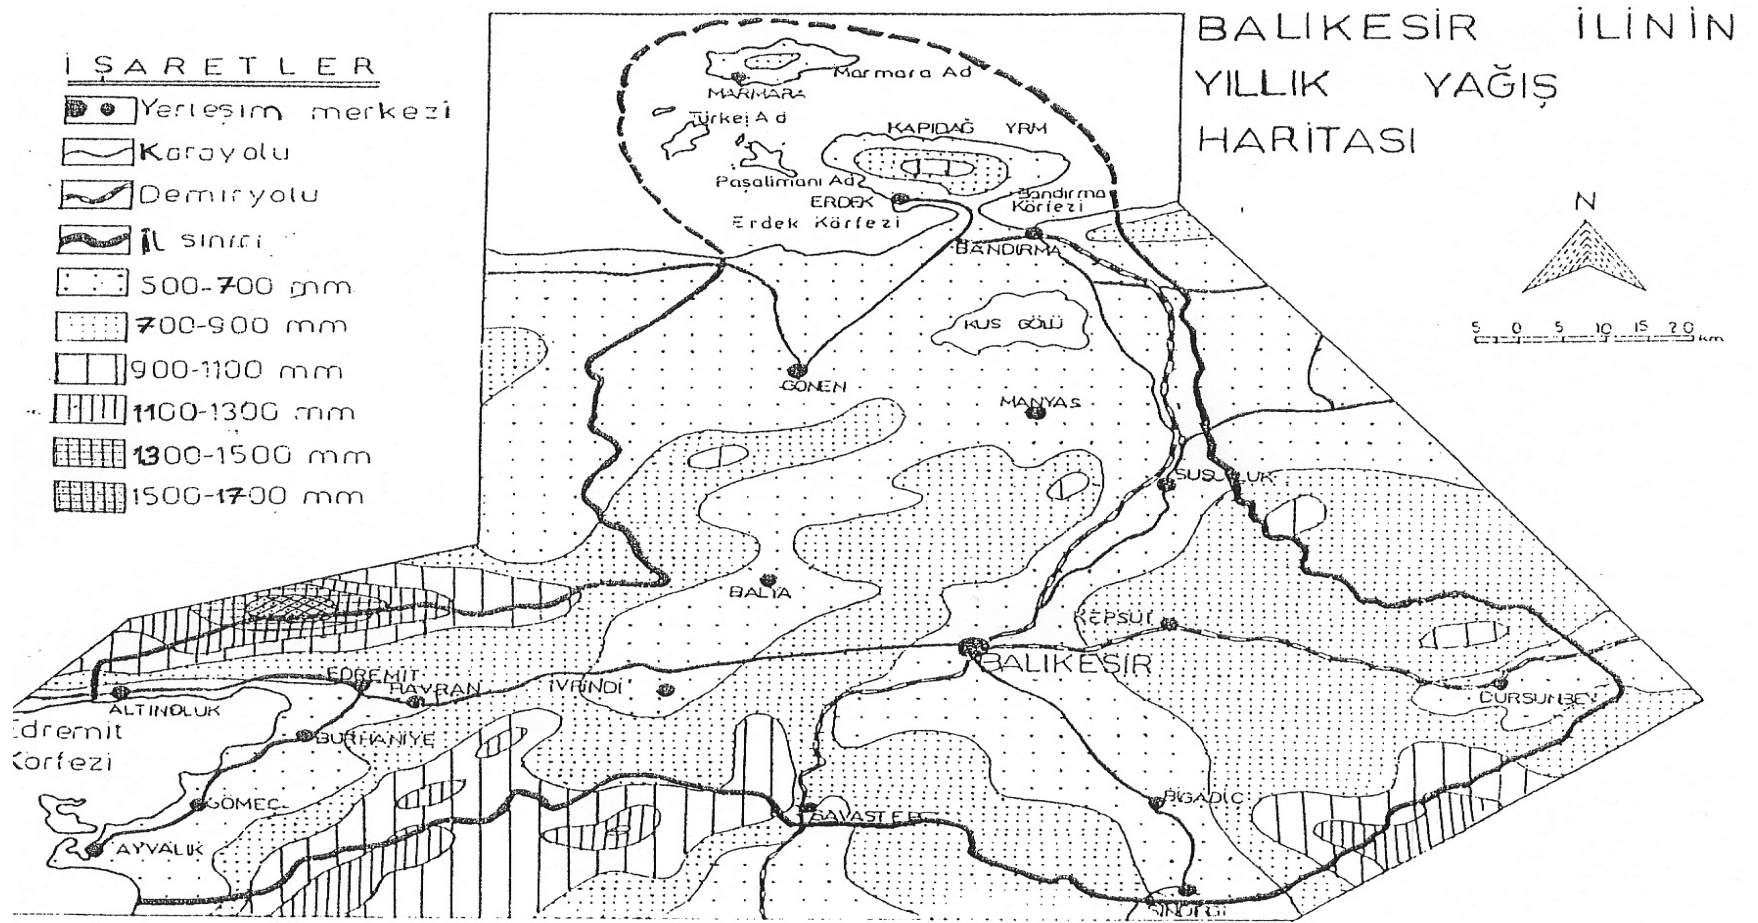 BALIKESİR İLİNİN
YILLIK YAĞIŞ
HARİTASI
İŞARETLER
Yerleşim merkezi
Karayolu
Demiryolu
İL sınırı
500-700 mm
700-900 mm
900-1100 mm
1100-1300 mm
1300-1500 mm
1500-1700 mm
N
5 0 5 10 15 20 km
Marmara Ad
MARMARA
Türkeİ Ad
KAPIDAĞ YRM
Paşalimanı Ad
ERDEK
Bandırma
Körfezi
Erdek Körfezi
BANDIRMA
KUS GÖLÜ
GÖNEN
MANYAS
SUSURLUK
BALYA
KEPSUT
BALIKESİR
EDREMİT
HAVRAN
İVRİNDİ
DURSUNBEY
ALTINOLUK
Edremit
Körfezi
BURHANİYE
GÖMEÇ
BİGADİÇ
SAVASTEPE
AYVALIK
SINDIRGI